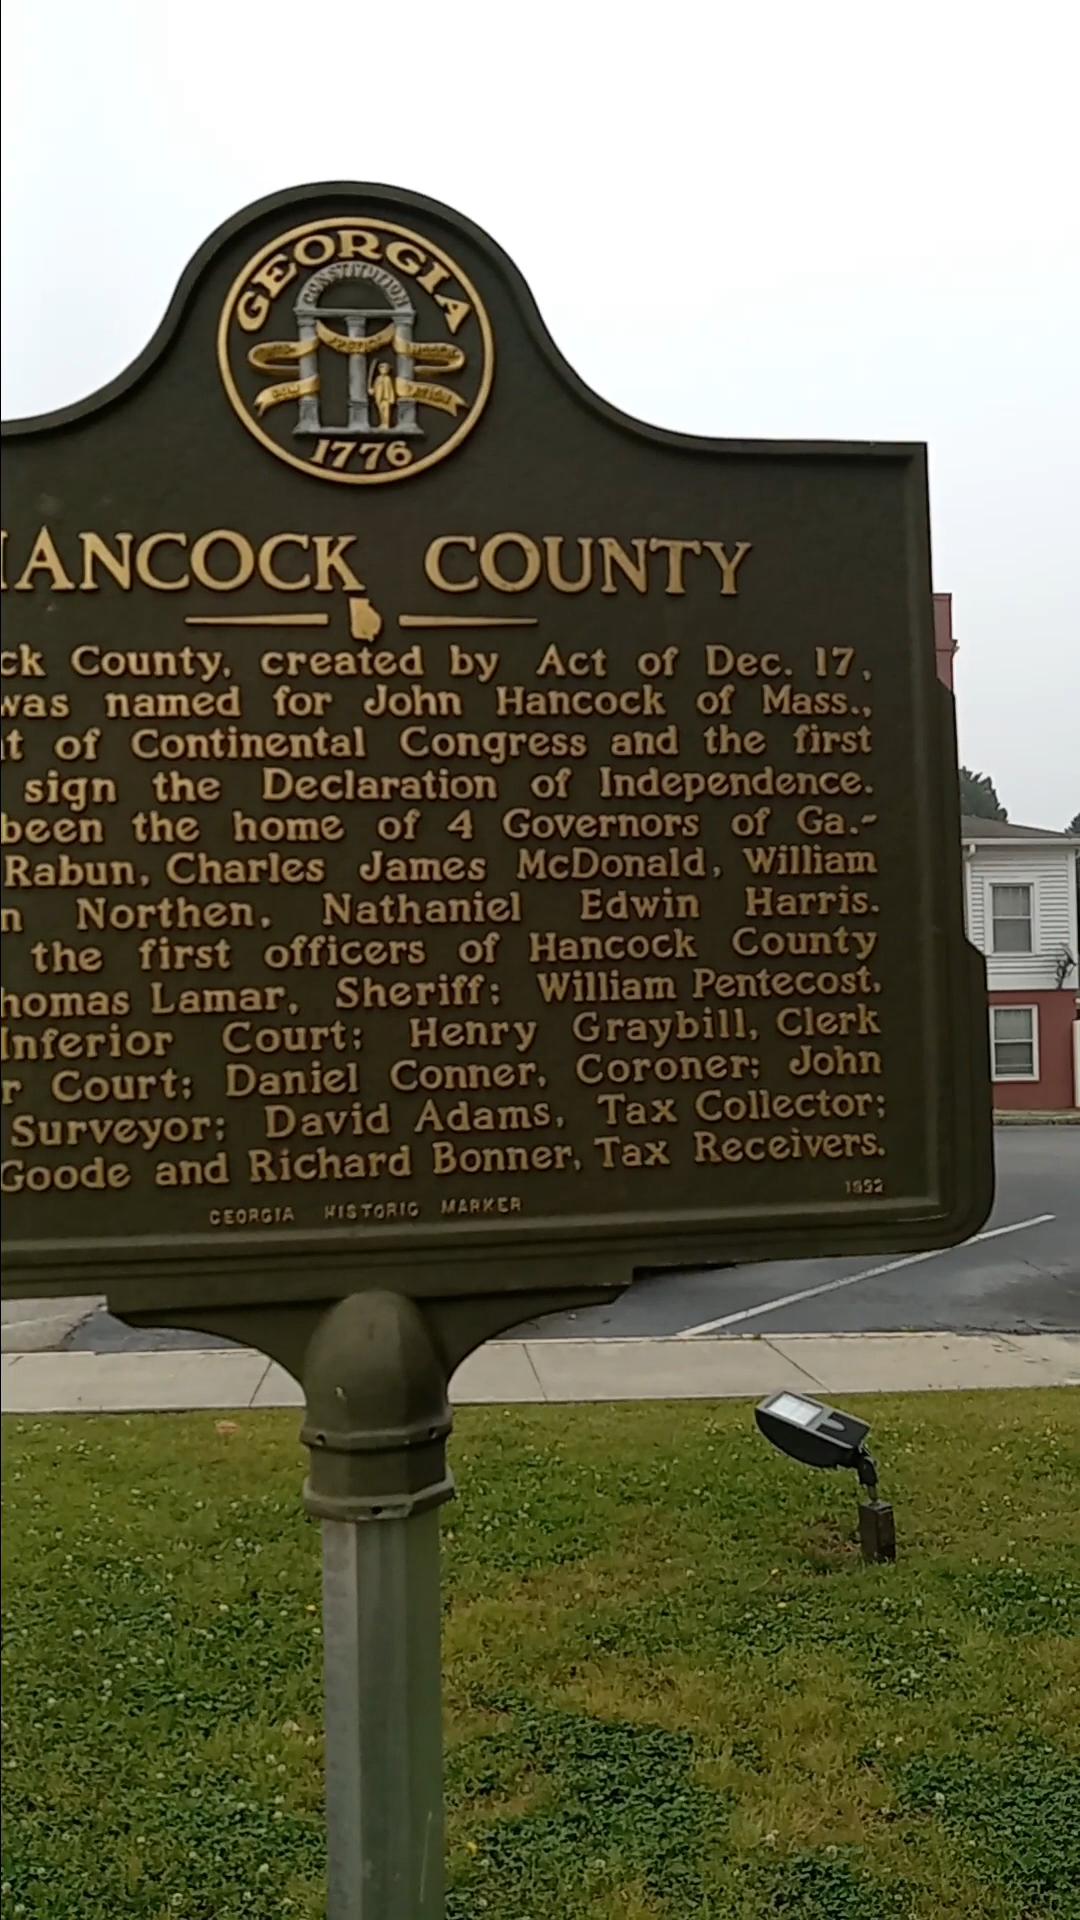 GEORGIA
CONSTITUTION
1776
HANCOCK COUNTY
ck County, created by Act of Dec. 17,
was named for John Hancock of Mass.,
t of Continental Congress and the first
sign the Declaration of Independence.
been the home of 4 Governors of Ga.-
Rabun, Charles James McDonald, William
n Northen, Nathaniel Edwin Harris.
the first officers of Hancock County
homas Lamar, Sheriff; William Pentecost,
Inferior Court; Henry Graybill, Clerk
r Court; Daniel Conner, Coroner; John
Surveyor; David Adams, Tax Collector;
Goode and Richard Bonner, Tax Receivers.
GEORGIA HISTORIC MARKER
1992